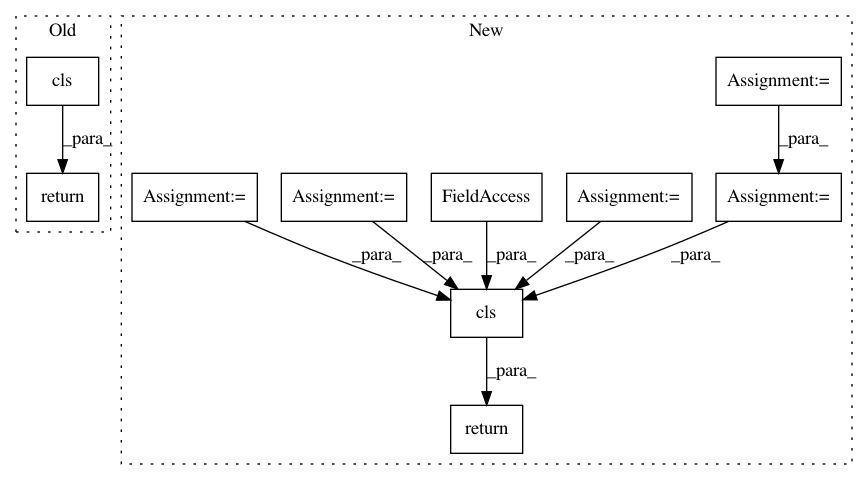 Old
New
cls
Assignment:=
_para_
_para_
return
Assignment:=
Assignment:=
FieldAccess
Assignment:=
Assignment:=
_para_
_para_
_para_
_para_
_para_
cls
_para_
return